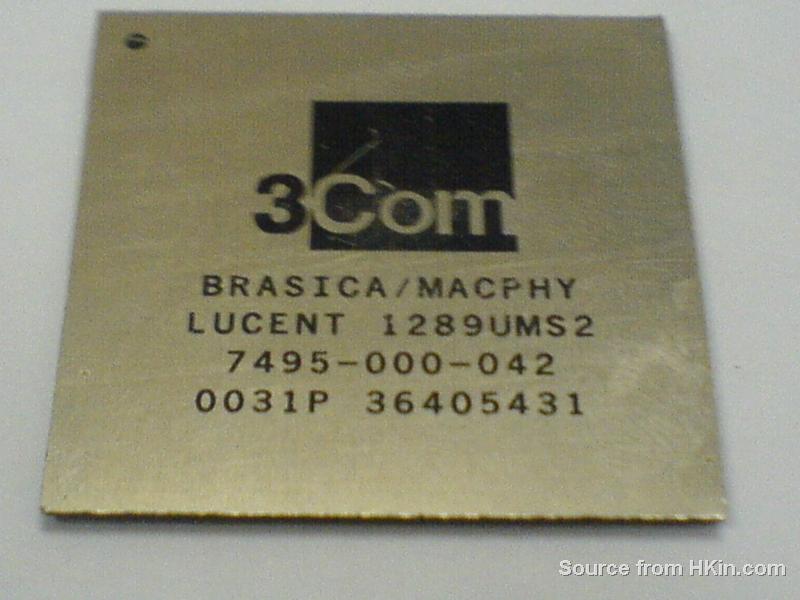 3Com
BRASICA/MACPHY
LUCENT 1289UMS2
7495-000-042
0031P 36405431
Source from HKin.com